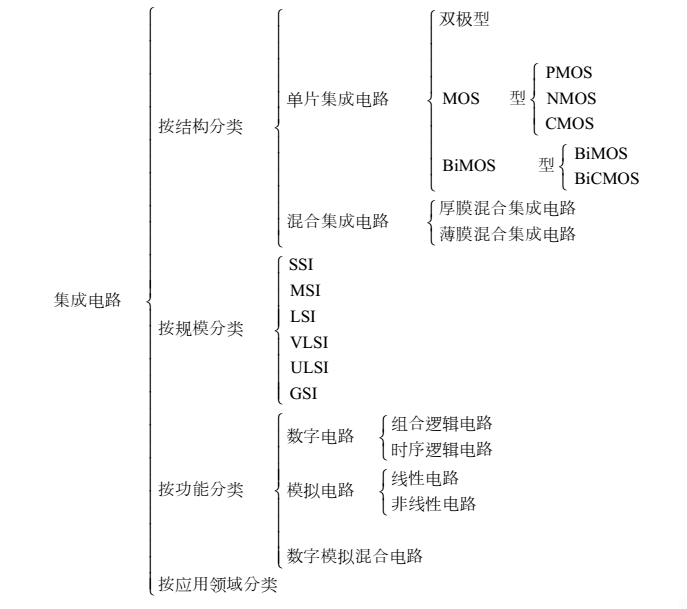 双极型
PMOS
单片集成电路 MOS 型 NMOS
CMOS
按结构分类
BiMOS
BiMOS 型
BiCMOS
厚膜混合集成电路
混合集成电路
薄膜混合集成电路
SSI
MSI
集成电路
LSI
按规模分类
VLSI
ULSI
GSI
组合逻辑电路
数字电路
时序逻辑电路
线性电路
按功能分类 模拟电路
非线性电路
数字模拟混合电路
按应用领域分类